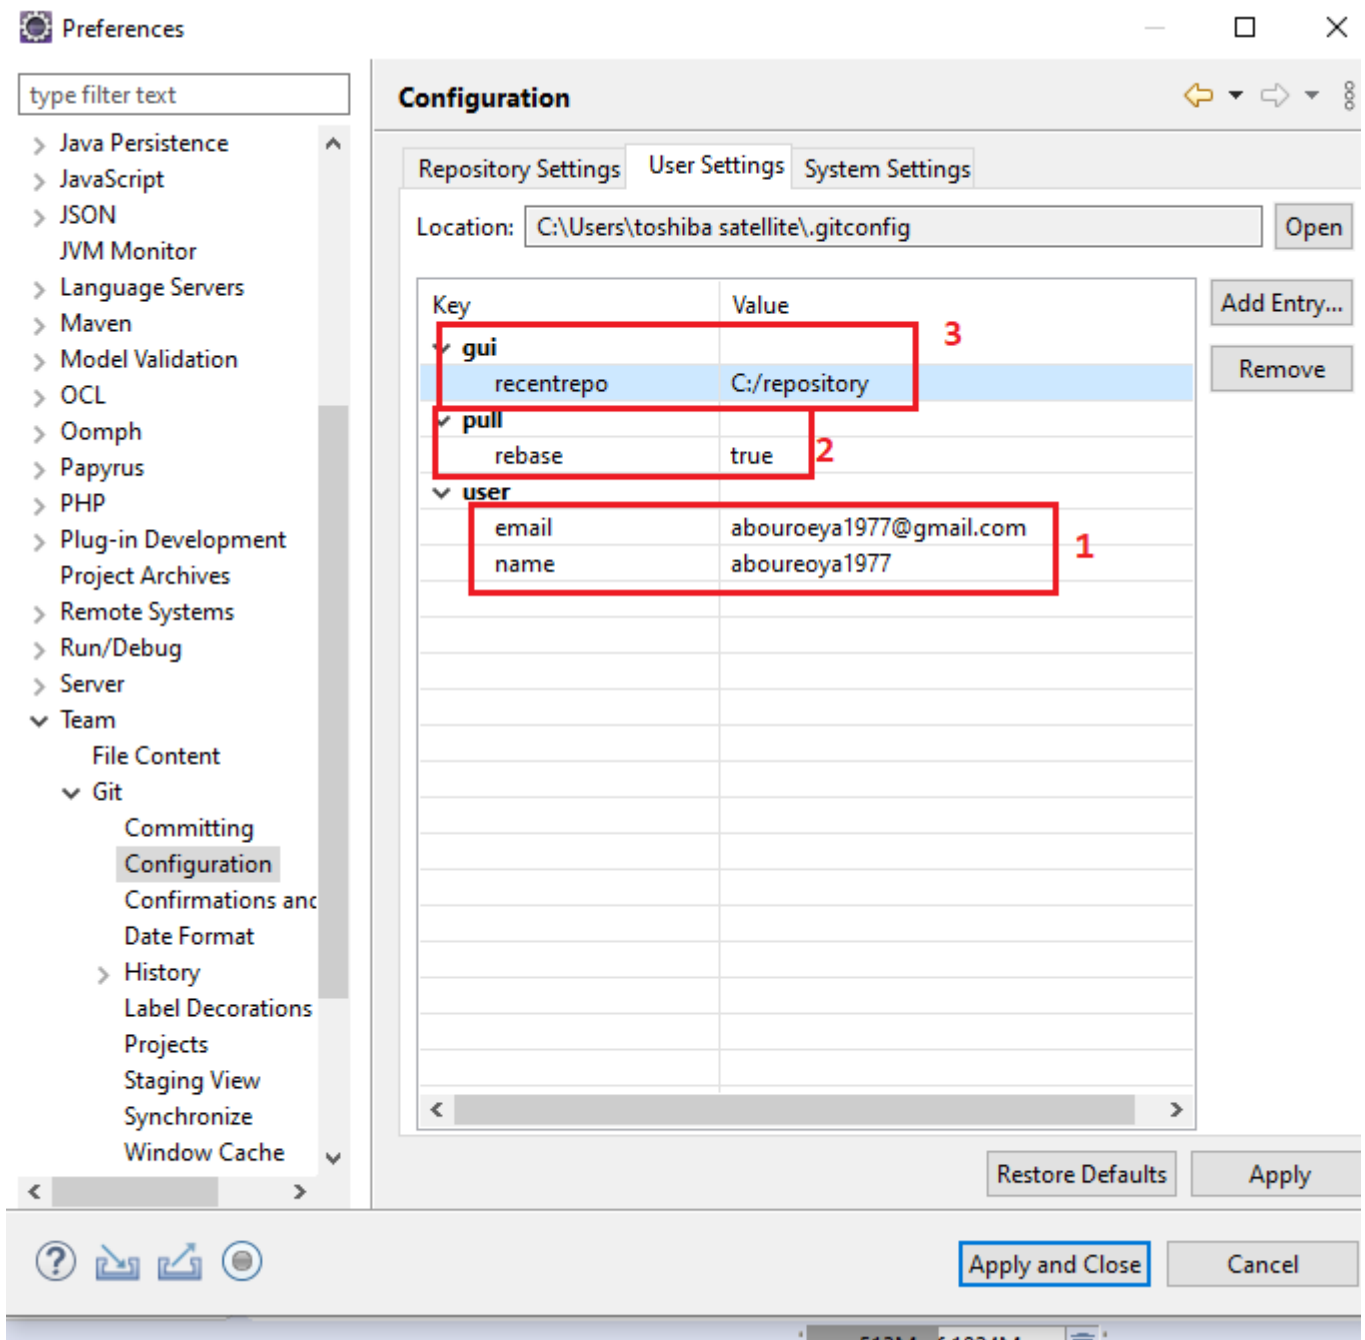 Preferences
type filter text
Java Persistence
JavaScript
JSON
JVM Monitor
Language Servers
Maven
Model Validation
OCL
Oomph
Papyrus
PHP
Plug-in Development
Project Archives
Remote Systems
Run/Debug
Server
Team
File Content
Git
Committing
Configuration
Confirmations and
Date Format
History
Label Decorations
Projects
Staging View
Synchronize
Window Cache
Configuration
Repository Settings User Settings System Settings
Location: C:\Users\toshiba satellite\.gitconfig Open
Key Value Add Entry...
gui 3
recentrepo C:/repository Remove
pull
rebase true 2
user
email abouroeya1977@gmail.com
name aboureoya1977 1
Restore Defaults Apply
? Apply and Close Cancel